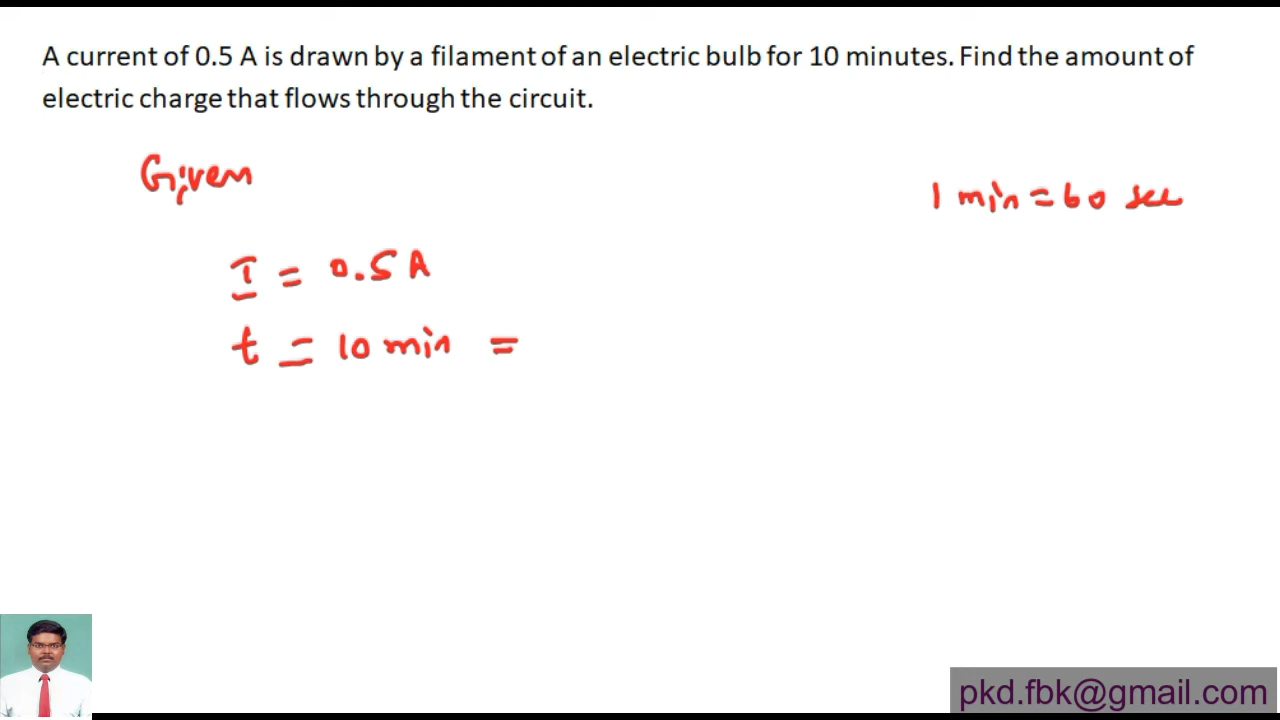 A current of 0.5 A is drawn by a filament of an electric bulb for 10 minutes. Find the amount of
electric charge that flows through the circuit.
Given
1 min = 60 sec
I = 0.5 A
t = 10 min =
pkd.fbk@gmail.com